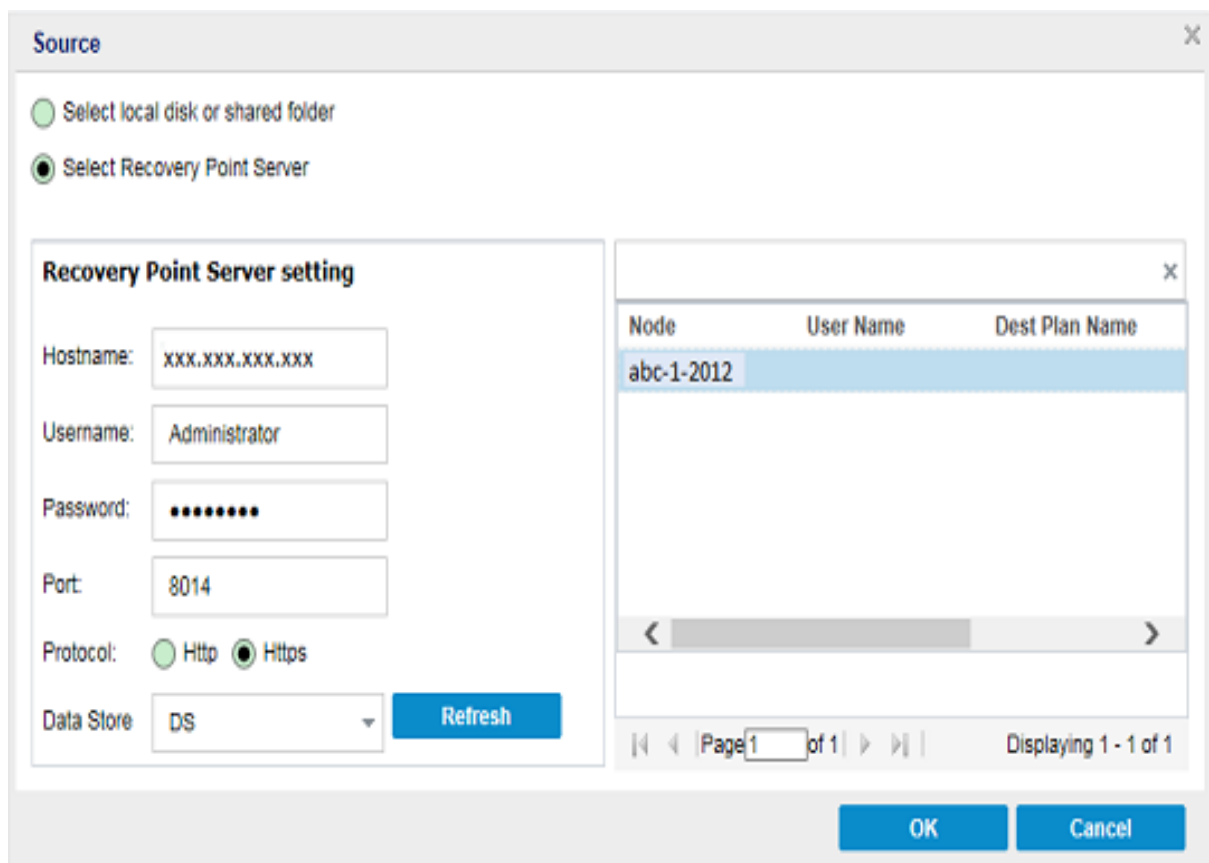 Source
Select local disk or shared folder
Select Recovery Point Server
Recovery Point Server setting
Hostname: xxx.xxx.xxx.xxx
Username: Administrator
Password: ••••••••
Port: 8014
Protocol: Http Https
Data Store DS Refresh
Node User Name Dest Plan Name
abc-1-2012
Page 1 of 1 Displaying 1 - 1 of 1
OK Cancel